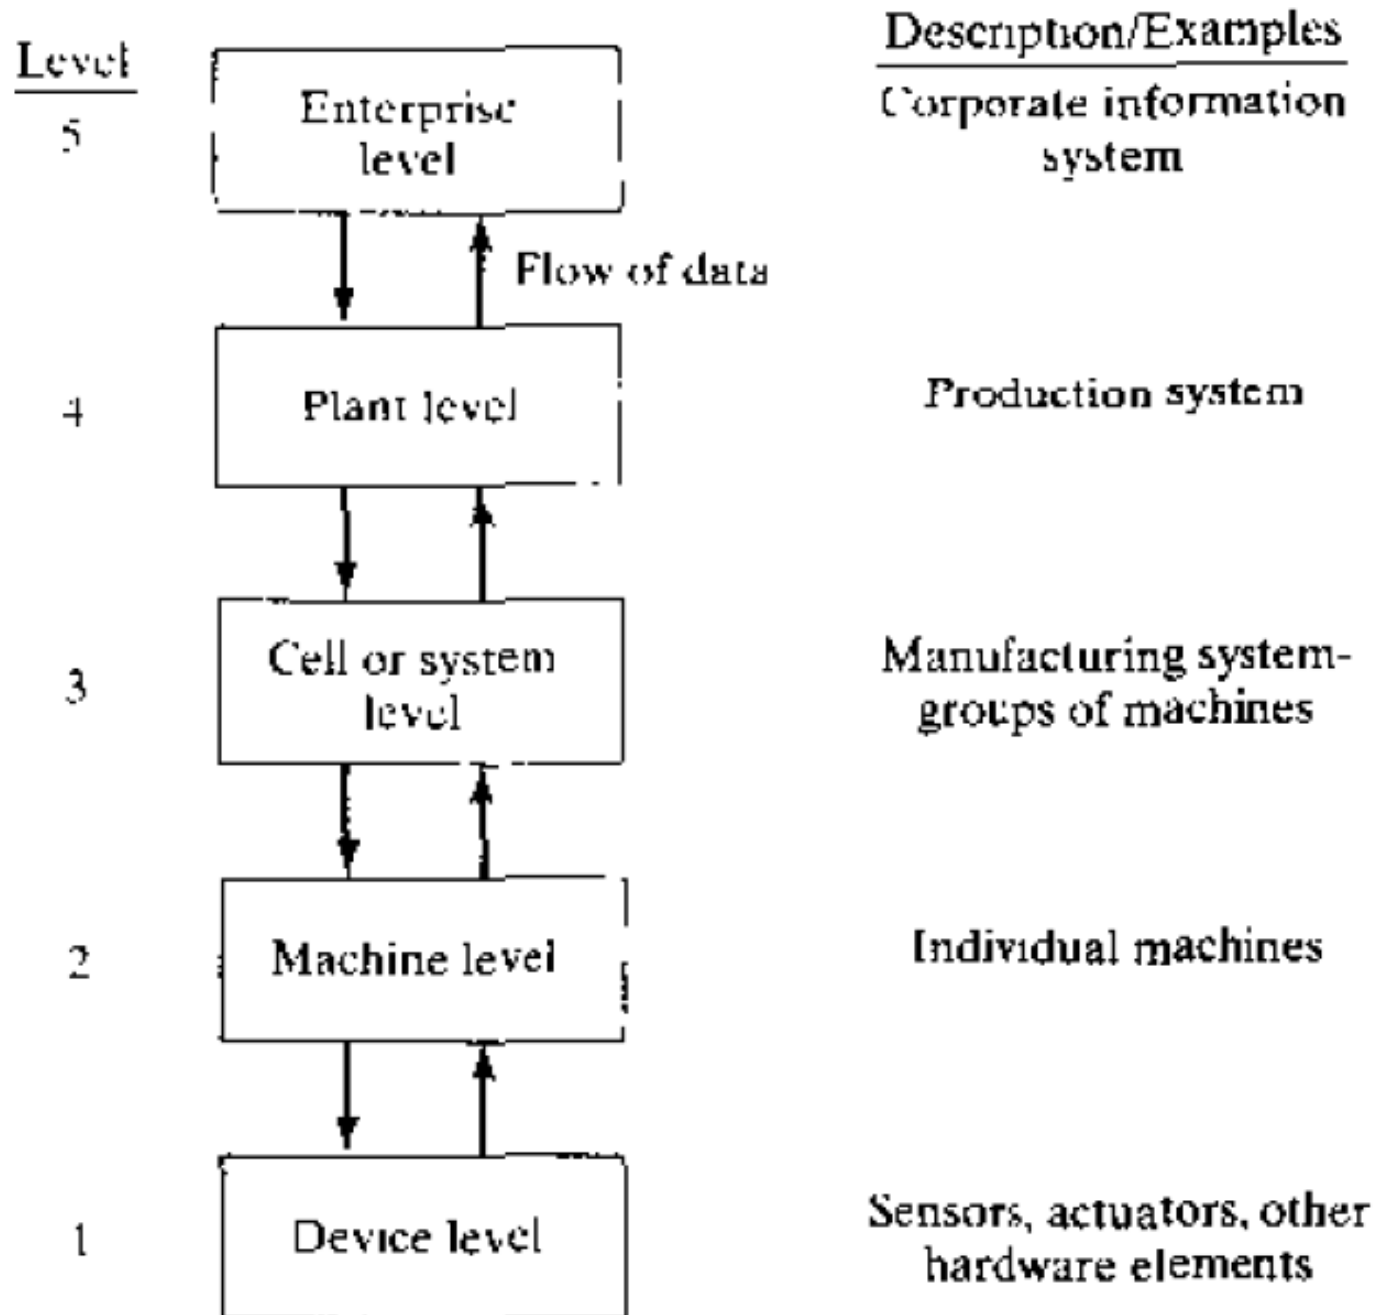 Level
Description/Examples
5
Enterprise
level
Corporate information
system
Flow of data
4
Plant level
Production system
3
Cell or system
level
Manufacturing system-
groups of machines
2
Machine level
Individual machines
1
Device level
Sensors, actuators, other
hardware elements